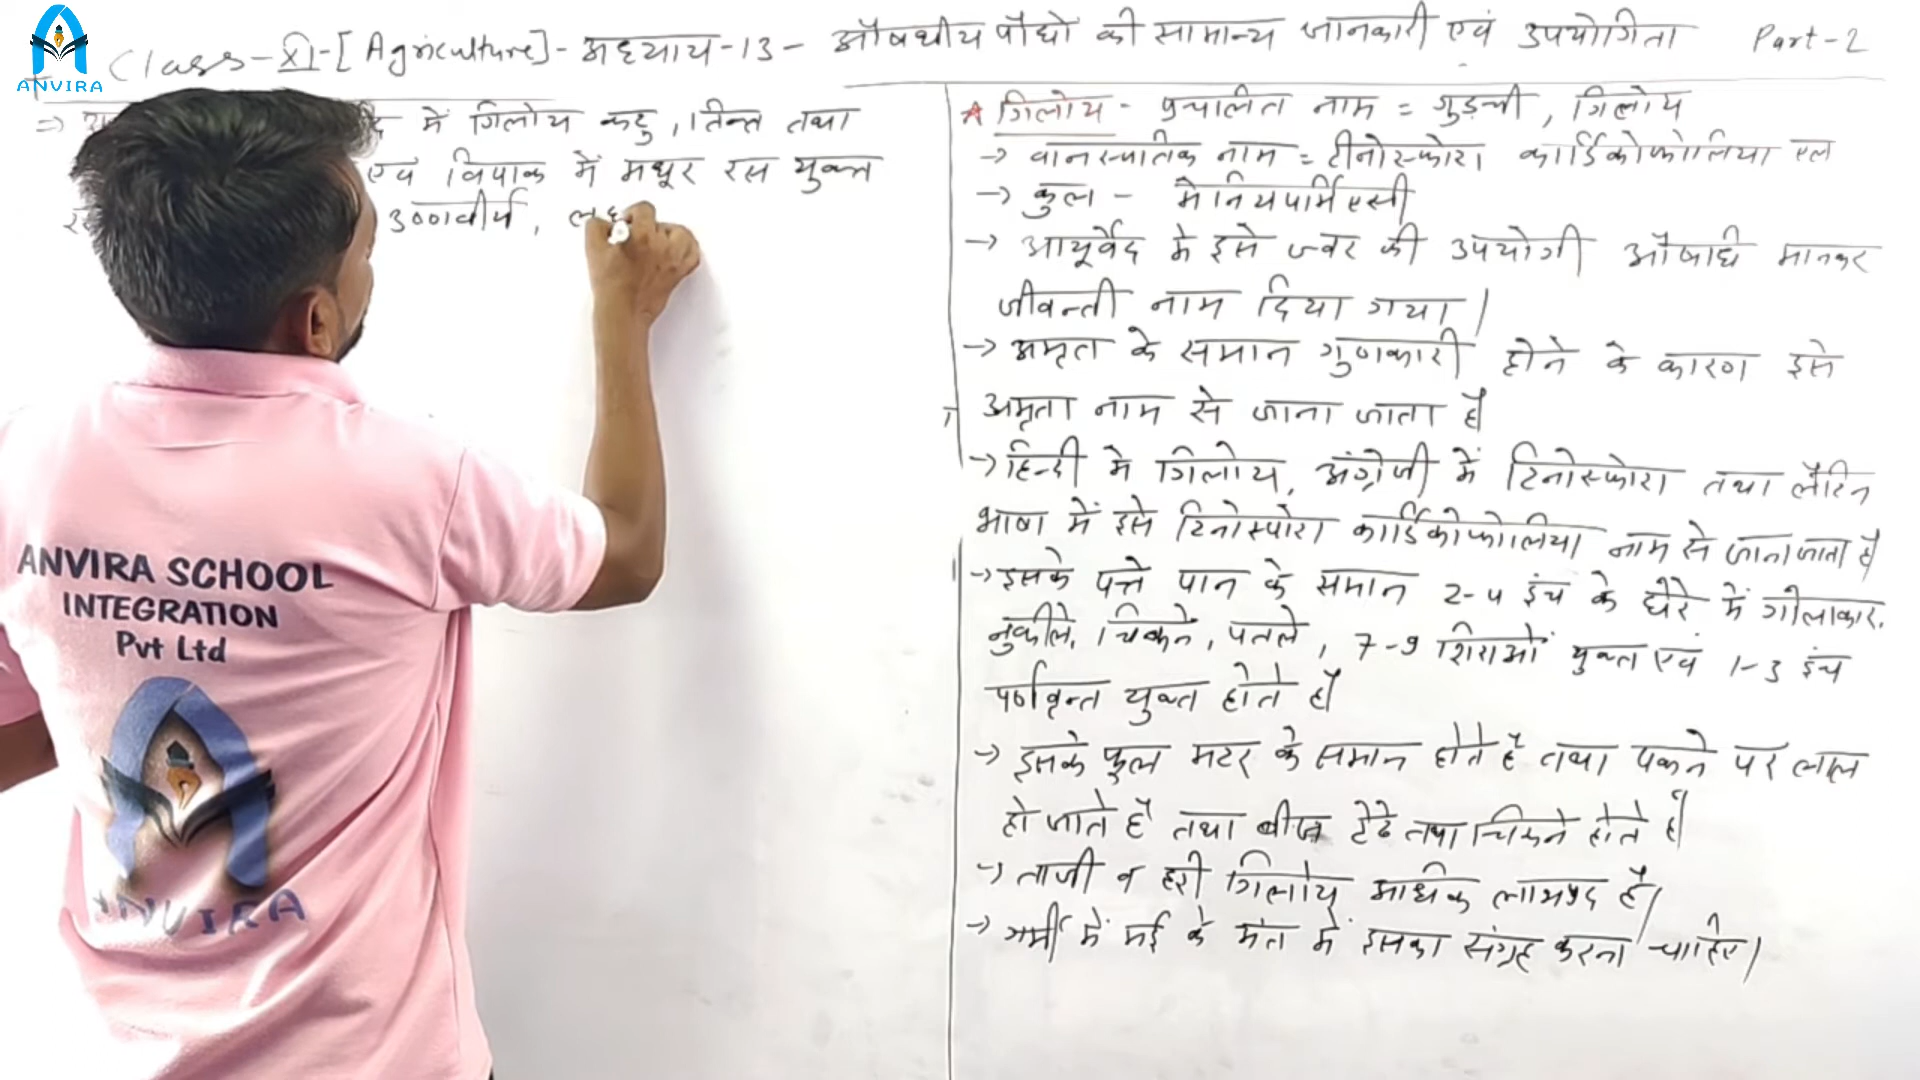 ANVIRA
Class-XI-[Agriculture]- अध्याय-13- औषधीय पौधो की सामान्य जानकारी एवं उपयोगिता Part-2
में गिलोय कटु, तिक्त तथा
एवं विपाक में मधुर रस युक्त
उष्णवीर्य,
★ गिलोय - प्रचलित नाम = गुड़ची, गिलोय
→ वानस्पतिक नाम = टीनोस्फोरा कार्डिकोफोलिया एल
→ कुल - मेनियपर्मिएसी
→ आयूर्वेद मे इसे ज्वर की उपयोगी औषधि मानकर
जीवन्ती नाम दिया गया।
→ अमृता के समान गुणकारी होने के कारण इसे
अमृता नाम से जाना जाता है
→ हिन्दी मे गिलोय, अंग्रेजी में टिनोस्फोरा तथा लैटिन
भाषा में इसे टिनोस्पोरा कार्डिकोफोलिया नाम से जाना जाता है
→ इसके पत्ते पान के समान 2-4 इंच के घेरे में गोलाकार,
नुकीले, चिकने, पतले, 7-9 शिराओं युक्त एवं 1-3 इंच
पर्णवृन्त युक्त होते है
→ इसके फुल मटर के समान होते है तथा पकने पर लाल
हो जाते है तथा बीज टेढे तथा चिकने होते है
→ ताजी व हरी गिलोय अधिक लाभप्रद है।
→ गर्मी में मई के मंत में इसका संग्रह करना चाहिए।
ANVIRA SCHOOL
INTEGRATION
Pvt Ltd
ANVIRA